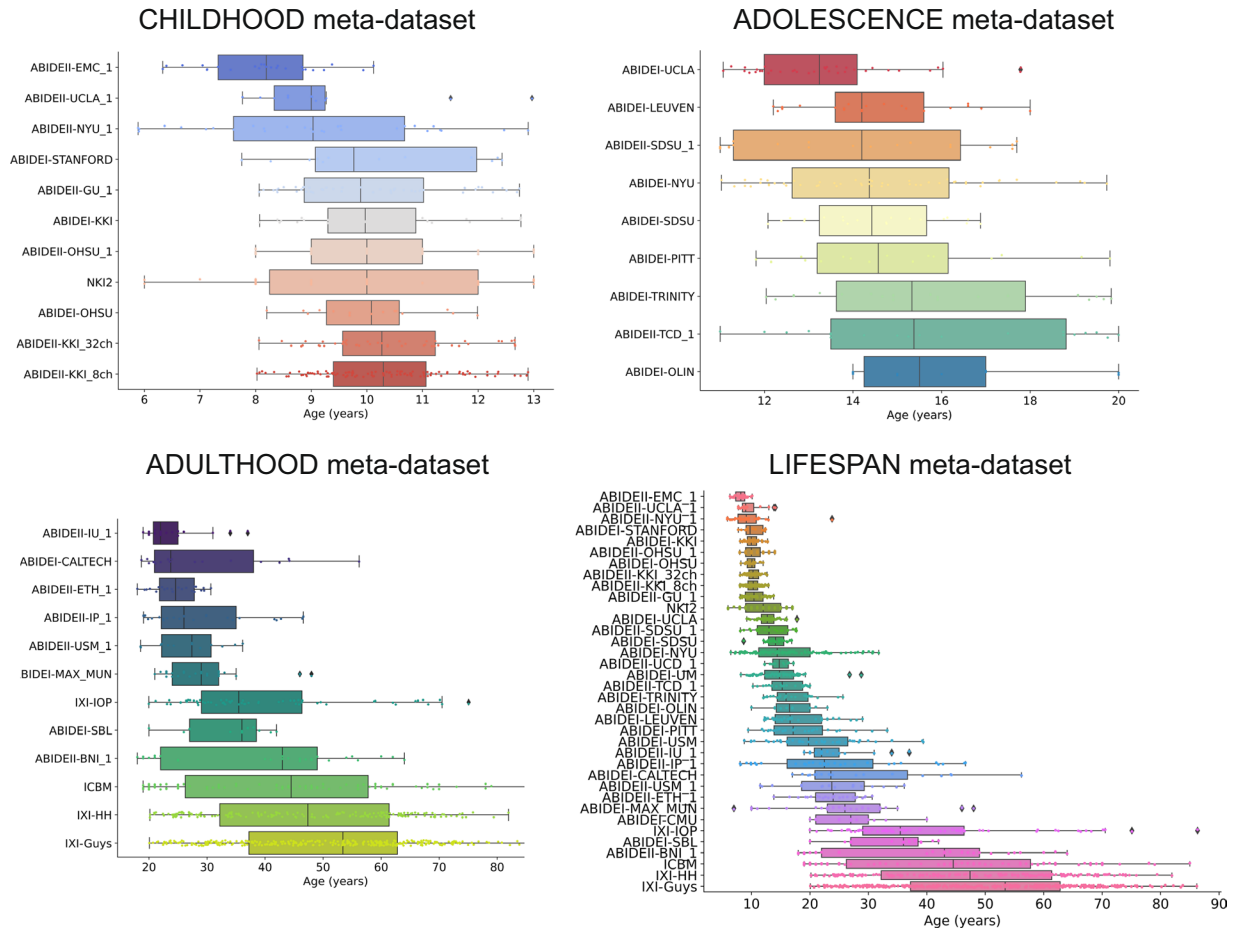 CHILDHOOD meta-dataset
ABIDEII-EMC_1
ABIDEII-UCLA_1
ABIDEII-NYU_1
ABIDEI-STANFORD
ABIDEII-GU_1
ABIDEI-KKI
ABIDEII-OHSU_1
NKI2
ABIDEI-OHSU
ABIDEII-KKI_32ch
ABIDEII-KKI_8ch
6 7 8 9 10 11 12 13
Age (years)
ADOLESCENCE meta-dataset
ABIDEI-UCLA
ABIDEI-LEUVEN
ABIDEII-SDSU_1
ABIDEI-NYU
ABIDEI-SDSU
ABIDEI-PITT
ABIDEI-TRINITY
ABIDEII-TCD_1
ABIDEI-OLIN
12 14 16 18 20
Age (years)
ADULTHOOD meta-dataset
ABIDEII-IU_1
ABIDEI-CALTECH
ABIDEII-ETH_1
ABIDEII-IP_1
ABIDEII-USM_1
BIDEI-MAX_MUN
IXI-IOP
ABIDEI-SBL
ABIDEII-BNI_1
ICBM
IXI-HH
IXI-Guys
20 30 40 50 60 70 80
Age (years)
LIFESPAN meta-dataset
ABIDEII-EMC_1
ABIDEII-UCLA_1
ABIDEII-NYU_1
ABIDEI-STANFORD
ABIDEI-KKI
ABIDEII-OHSU_1
ABIDEI-OHSU
ABIDEII-KKI_32ch
ABIDEII-KKI_8ch
ABIDEII-GU_1
NKI2
ABIDEI-UCLA
ABIDEII-SDSU_1
ABIDEI-SDSU
ABIDEI-NYU
ABIDEII-UCD_1
ABIDEI-UM
ABIDEII-TCD_1
ABIDEI-TRINITY
ABIDEI-OLIN
ABIDEI-LEUVEN
ABIDEI-PITT
ABIDEI-USM
ABIDEII-IU_1
ABIDEII-IP_1
ABIDEI-CALTECH
ABIDEII-USM_1
ABIDEII-ETH_1
ABIDEI-MAX_MUN
ABIDEI-CMU
IXI-IOP
ABIDEI-SBL
ABIDEII-BNI_1
ICBM
IXI-HH
IXI-Guys
10 20 30 40 50 60 70 80 90
Age (years)